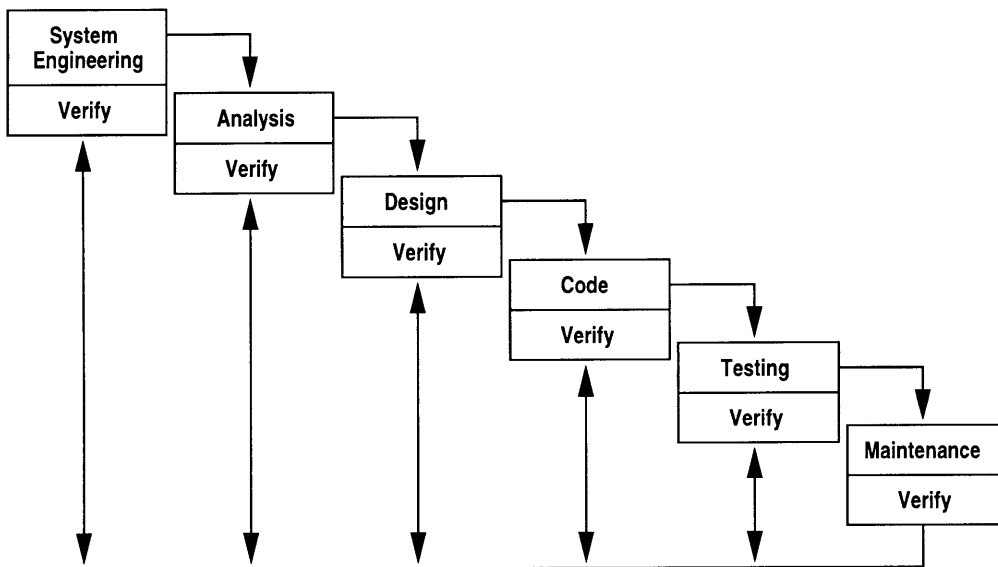 System
Engineering
Verify
Analysis
Verify
Design
Verify
Code
Verify
Testing
Verify
Maintenance
Verify